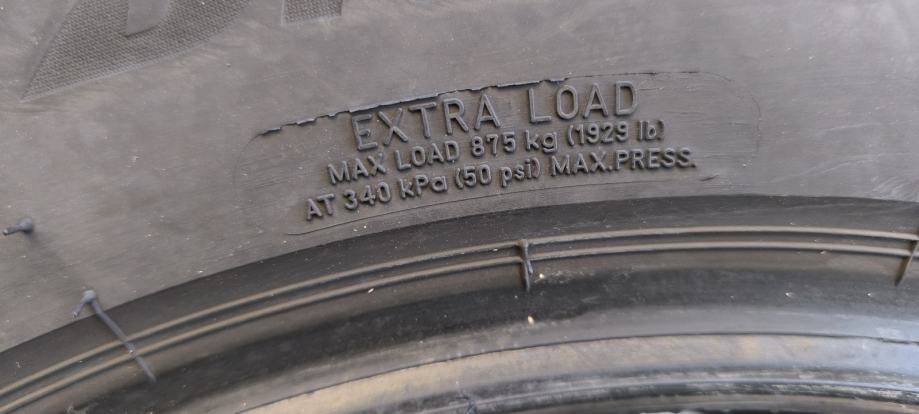 EXTRA LOAD
MAX LOAD 875 kg (1929 lb)
AT 340 kPa (50 psi) MAX.PRESS.